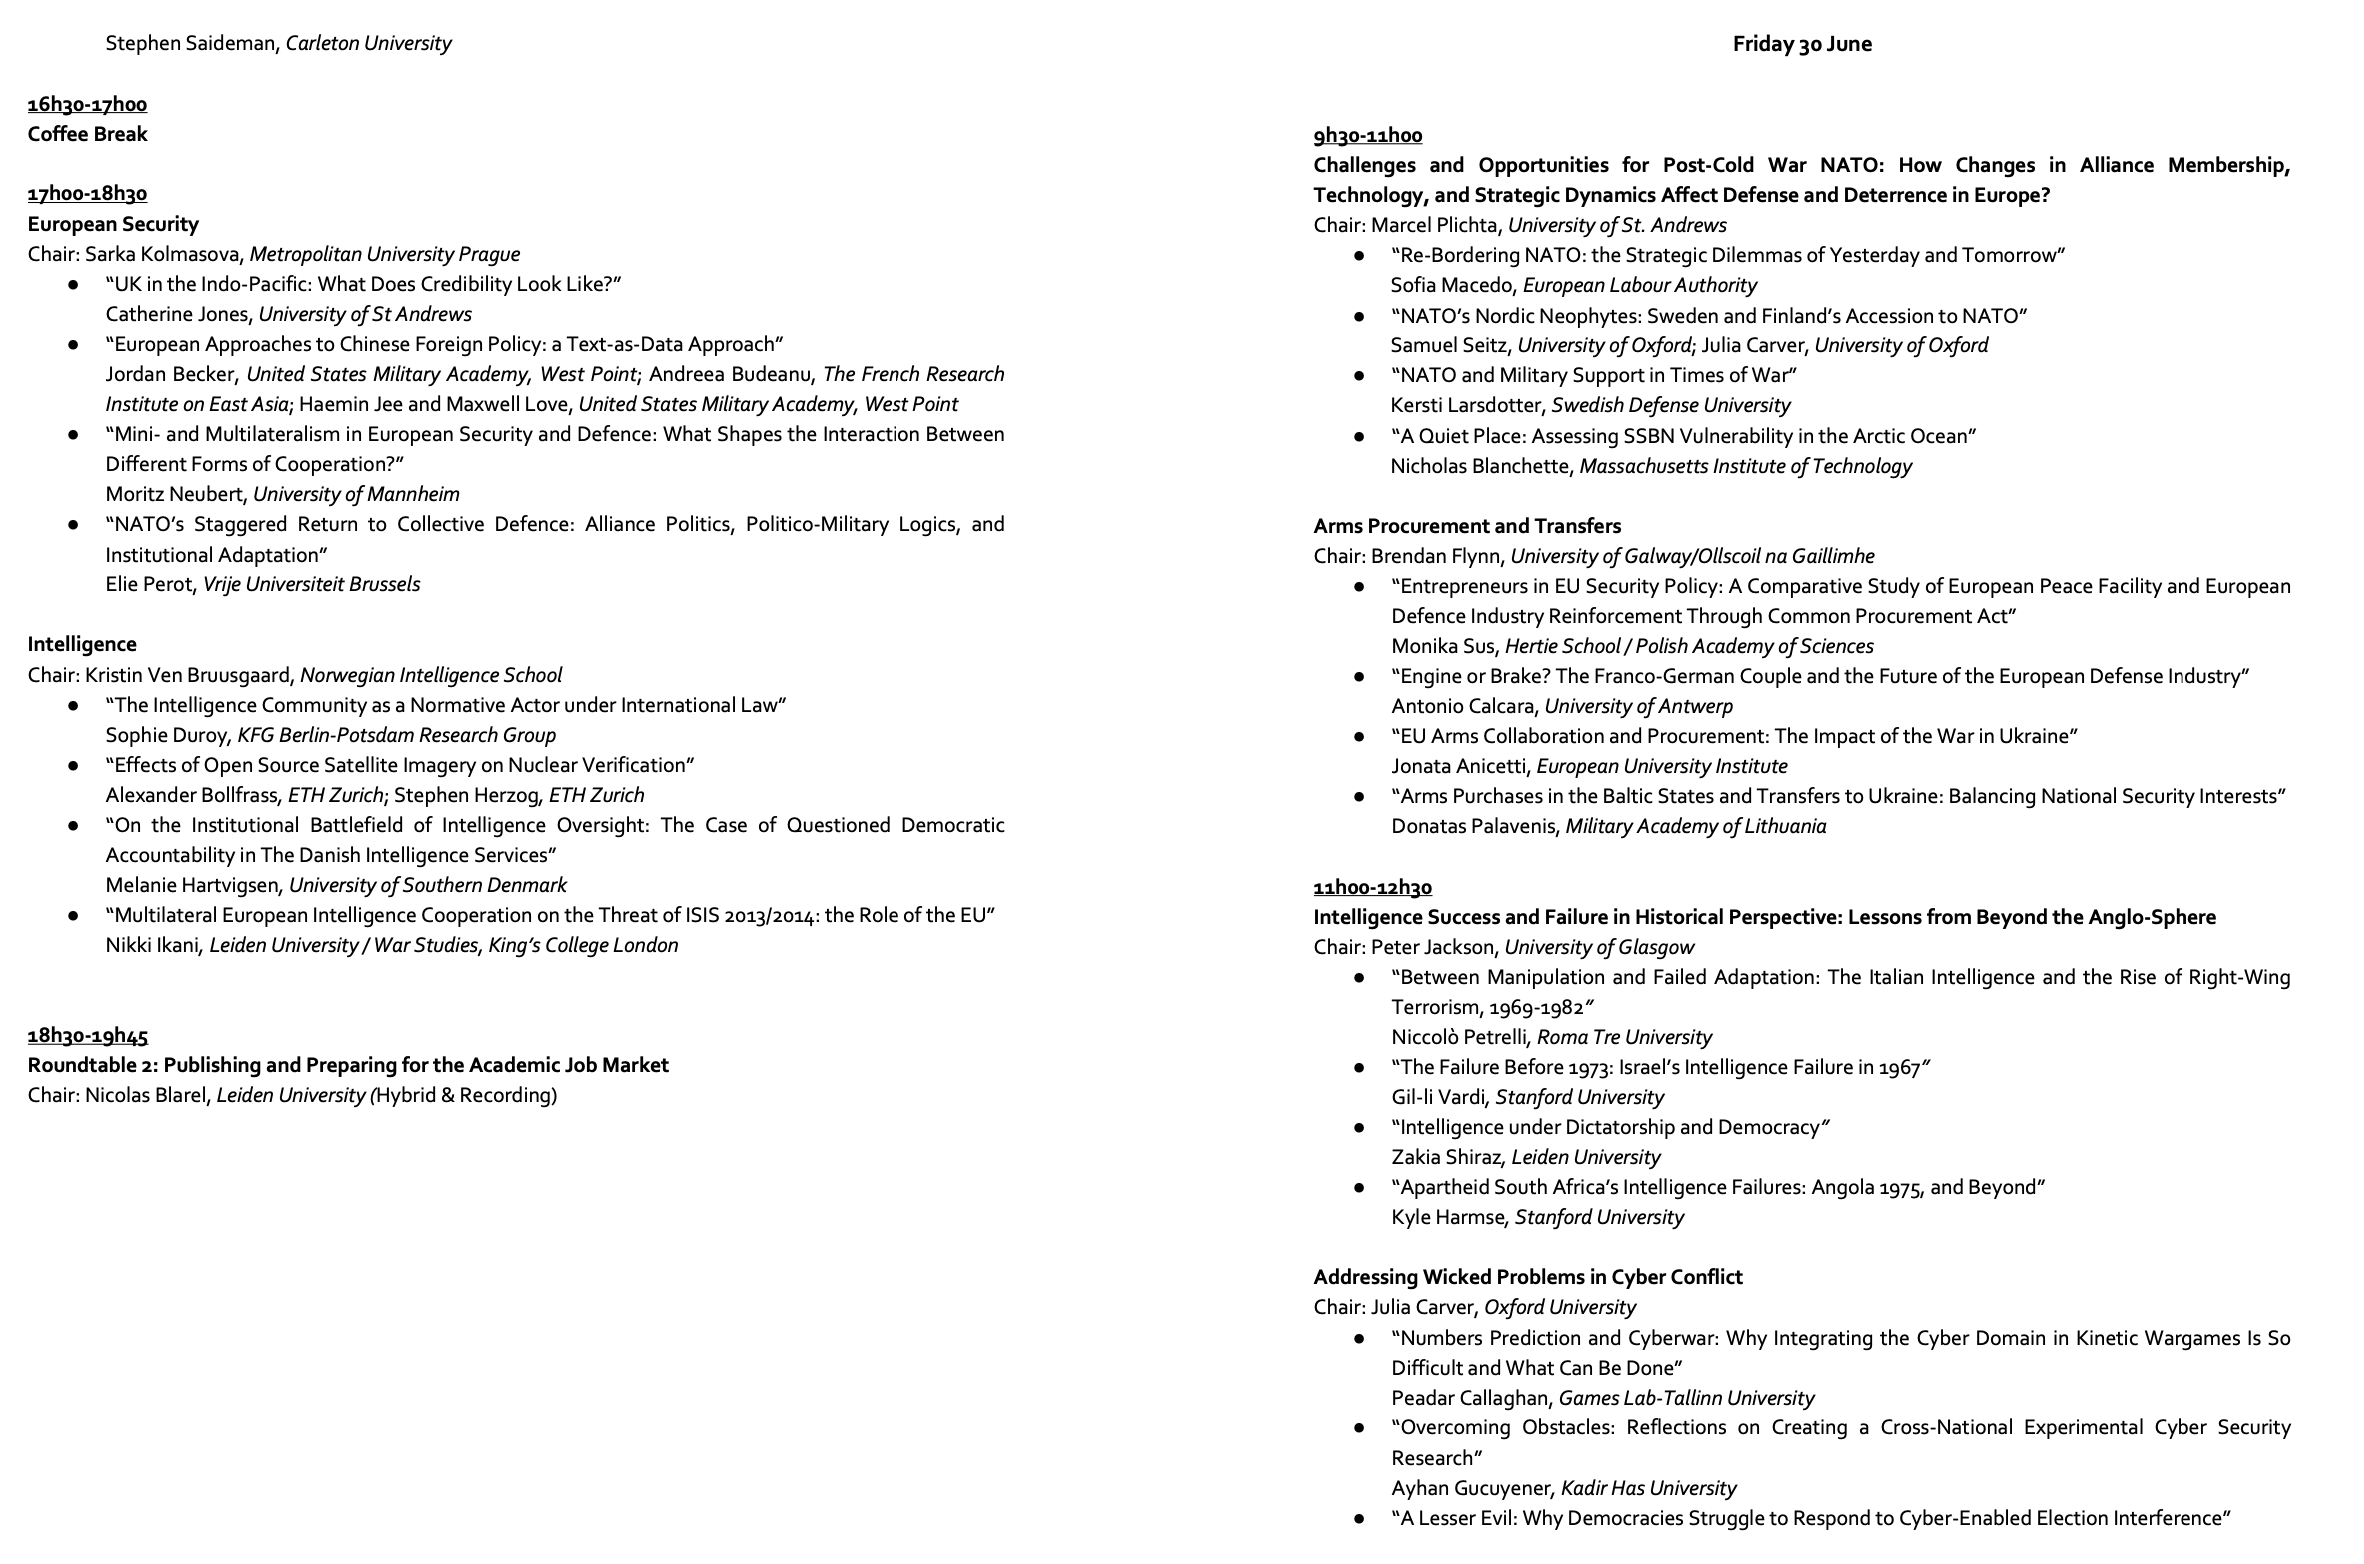 Stephen Saideman, Carleton University
16h30-17h00
Coffee Break
17h00-18h30
European Security
Chair: Sarka Kolmasova, Metropolitan University Prague
● “UK in the Indo-Pacific: What Does Credibility Look Like?”
Catherine Jones, University of St Andrews
● “European Approaches to Chinese Foreign Policy: a Text-as-Data Approach”
Jordan Becker, United States Military Academy, West Point; Andreea Budeanu, The French Research
Institute on East Asia; Haemin Jee and Maxwell Love, United States Military Academy, West Point
● “Mini- and Multilateralism in European Security and Defence: What Shapes the Interaction Between
Different Forms of Cooperation?”
Moritz Neubert, University of Mannheim
● “NATO’s Staggered Return to Collective Defence: Alliance Politics, Politico-Military Logics, and
Institutional Adaptation”
Elie Perot, Vrije Universiteit Brussels
Intelligence
Chair: Kristin Ven Bruusgaard, Norwegian Intelligence School
● “The Intelligence Community as a Normative Actor under International Law”
Sophie Duroy, KFG Berlin-Potsdam Research Group
● “Effects of Open Source Satellite Imagery on Nuclear Verification”
Alexander Bollfrass, ETH Zurich; Stephen Herzog, ETH Zurich
● “On the Institutional Battlefield of Intelligence Oversight: The Case of Questioned Democratic
Accountability in The Danish Intelligence Services”
Melanie Hartvigsen, University of Southern Denmark
● “Multilateral European Intelligence Cooperation on the Threat of ISIS 2013/2014: the Role of the EU”
Nikki Ikani, Leiden University / War Studies, King’s College London
18h30-19h45
Roundtable 2: Publishing and Preparing for the Academic Job Market
Chair: Nicolas Blarel, Leiden University (Hybrid & Recording)
Friday 30 June
9h30-11h00
Challenges and Opportunities for Post-Cold War NATO: How Changes in Alliance Membership,
Technology, and Strategic Dynamics Affect Defense and Deterrence in Europe?
Chair: Marcel Plichta, University of St. Andrews
● “Re-Bordering NATO: the Strategic Dilemmas of Yesterday and Tomorrow”
Sofia Macedo, European Labour Authority
● “NATO’s Nordic Neophytes: Sweden and Finland’s Accession to NATO”
Samuel Seitz, University of Oxford; Julia Carver, University of Oxford
● “NATO and Military Support in Times of War”
Kersti Larsdotter, Swedish Defense University
● “A Quiet Place: Assessing SSBN Vulnerability in the Arctic Ocean”
Nicholas Blanchette, Massachusetts Institute of Technology
Arms Procurement and Transfers
Chair: Brendan Flynn, University of Galway/Ollscoil na Gaillimhe
● “Entrepreneurs in EU Security Policy: A Comparative Study of European Peace Facility and European
Defence Industry Reinforcement Through Common Procurement Act”
Monika Sus, Hertie School / Polish Academy of Sciences
● “Engine or Brake? The Franco-German Couple and the Future of the European Defense Industry”
Antonio Calcara, University of Antwerp
● “EU Arms Collaboration and Procurement: The Impact of the War in Ukraine”
Jonata Anicetti, European University Institute
● “Arms Purchases in the Baltic States and Transfers to Ukraine: Balancing National Security Interests”
Donatas Palavenis, Military Academy of Lithuania
11h00-12h30
Intelligence Success and Failure in Historical Perspective: Lessons from Beyond the Anglo-Sphere
Chair: Peter Jackson, University of Glasgow
● “Between Manipulation and Failed Adaptation: The Italian Intelligence and the Rise of Right-Wing
Terrorism, 1969-1982”
Niccolò Petrelli, Roma Tre University
● “The Failure Before 1973: Israel’s Intelligence Failure in 1967”
Gil-li Vardi, Stanford University
● “Intelligence under Dictatorship and Democracy”
Zakia Shiraz, Leiden University
● “Apartheid South Africa’s Intelligence Failures: Angola 1975, and Beyond”
Kyle Harmse, Stanford University
Addressing Wicked Problems in Cyber Conflict
Chair: Julia Carver, Oxford University
● “Numbers Prediction and Cyberwar: Why Integrating the Cyber Domain in Kinetic Wargames Is So
Difficult and What Can Be Done”
Peadar Callaghan, Games Lab-Tallinn University
● “Overcoming Obstacles: Reflections on Creating a Cross-National Experimental Cyber Security
Research”
Ayhan Gucuyener, Kadir Has University
● “A Lesser Evil: Why Democracies Struggle to Respond to Cyber-Enabled Election Interference”